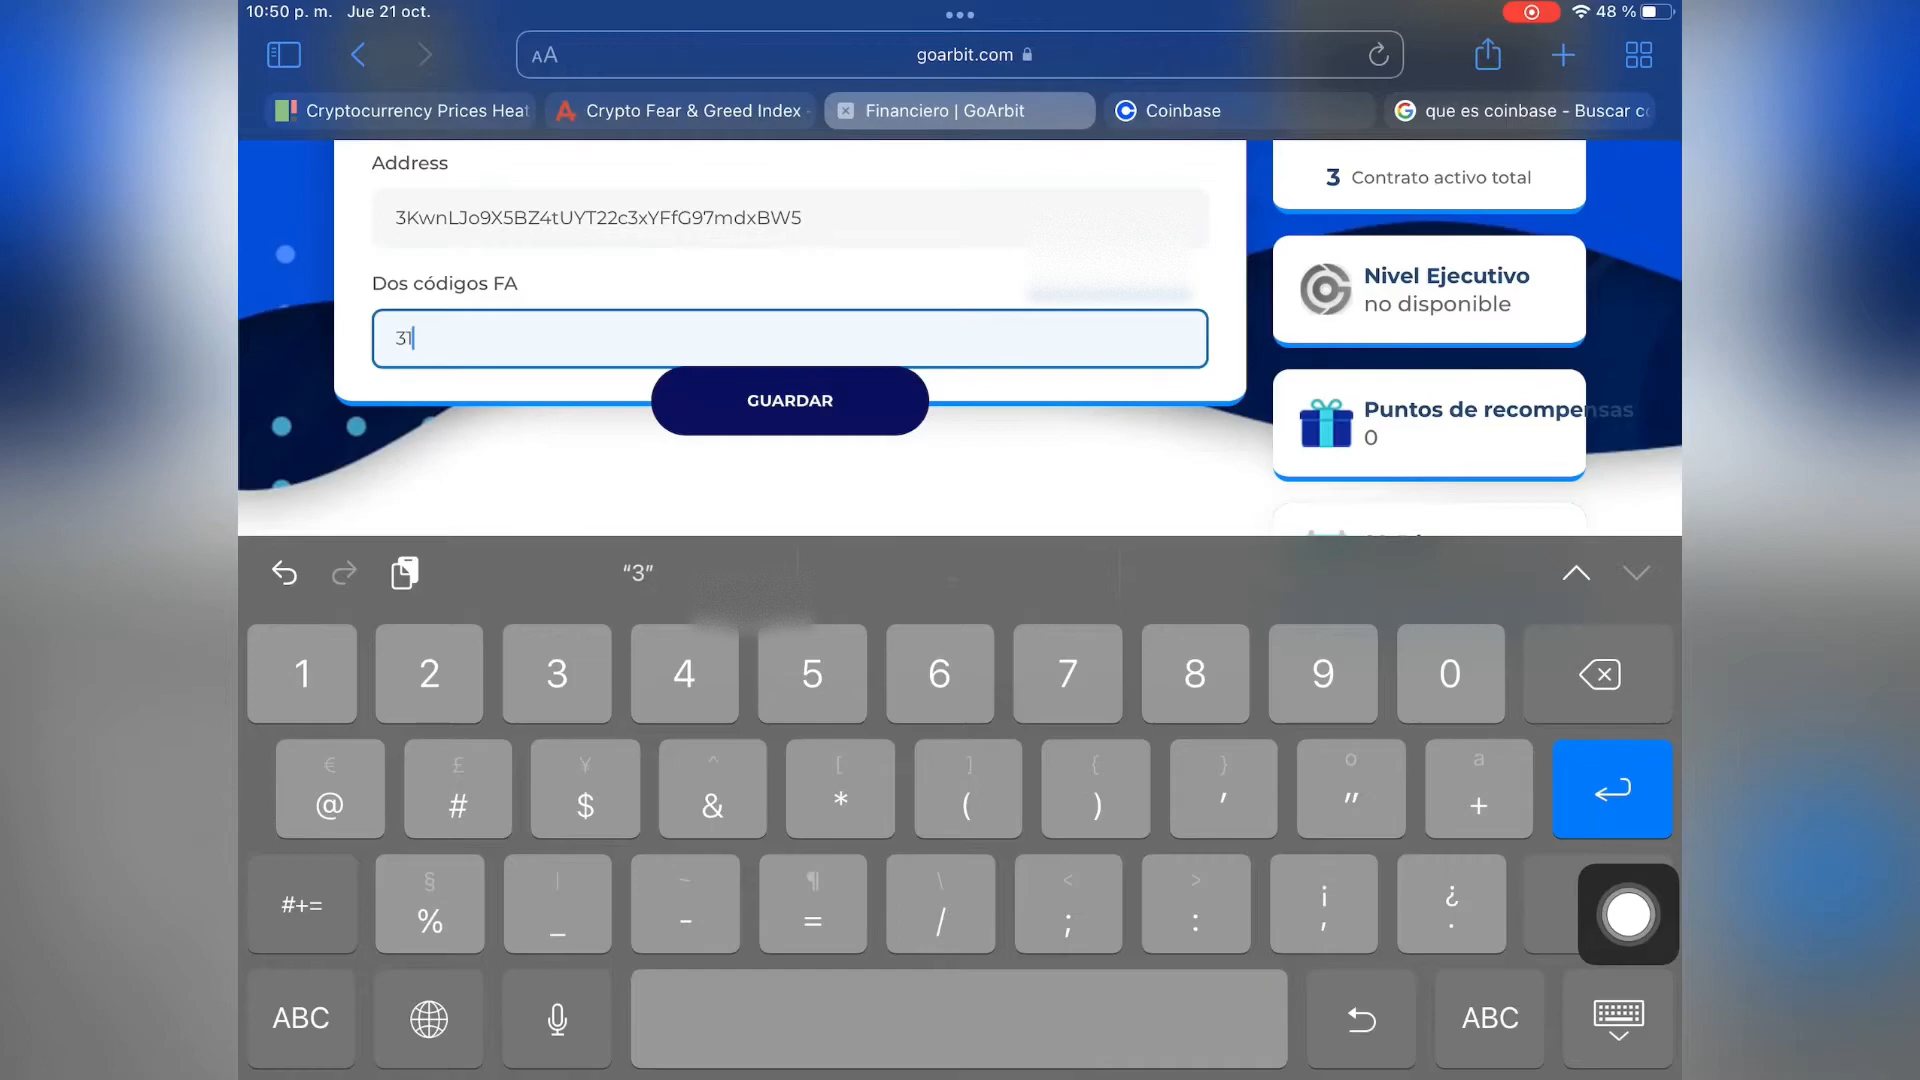 10:50 p. m. Jue 21 oct.
48 %
AA
goarbit.com
Cryptocurrency Prices Heat
Crypto Fear & Greed Index -
Financiero | GoArbit
Coinbase
que es coinbase - Buscar co
Address
3KwnLJo9X5BZ4tUYT22c3xYFfG97mdxBW5
Dos códigos FA
31
GUARDAR
3 Contrato activo total
Nivel Ejecutivo
no disponible
Puntos de recompensas
0
“3”
1 2 3 4 5 6 7 8 9 0
€ £ ¥ ^ [ ] { } º ª
@ # $ & * ( ) ' " +
§ | ~ ¶ \ < > ¡ ¿
#+= % _ - = / ; : , .
ABC ABC